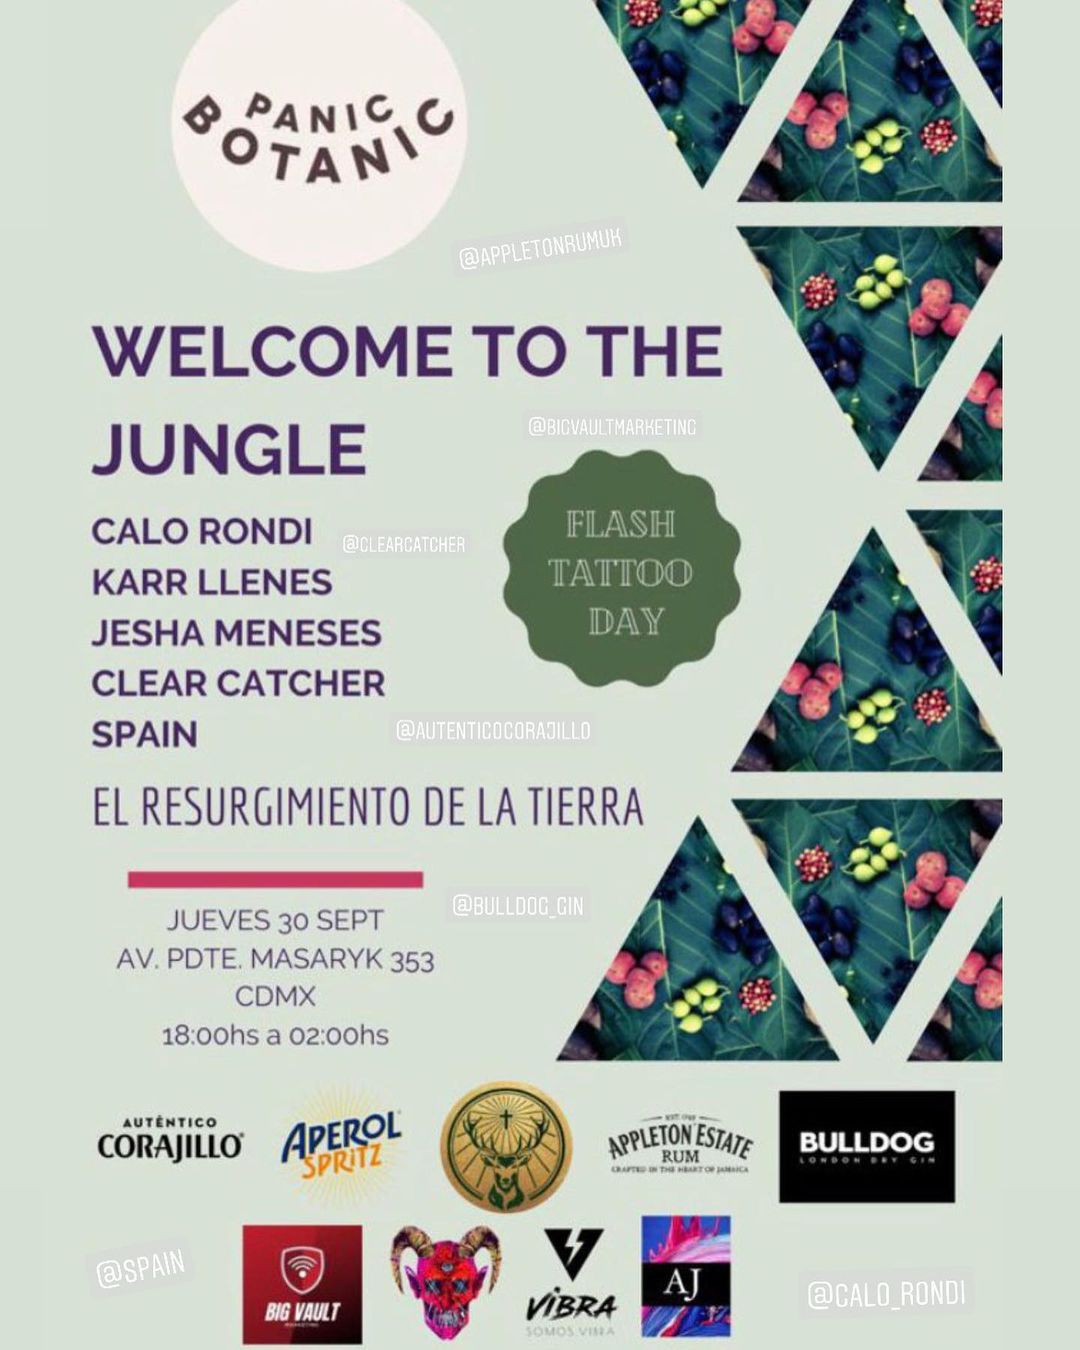 PANIC
BOTANIC
@APPLETONRUMUK
WELCOME TO THE
JUNGLE
@BIGVAULTMARKETING
CALO RONDI
@CLEARCATCHER
KARR LLENES
JESHA MENESES
CLEAR CATCHER
SPAIN
FLASH
TATTOO
DAY
@AUTENTICOCORAJILLO
EL RESURGIMIENTO DE LA TIERRA
@BULLDOG_GIN
JUEVES 30 SEPT
AV. PDTE. MASARYK 353
CDMX
18:00hs a 02:00hs
AUTÉNTICO
CORAJILLO
APEROL
SPRITZ
APPLETON ESTATE
RUM
CRAFTED IN THE HEART OF JAMAICA
BULLDOG
LONDON DRY GIN
@SPAIN
BIG VAULT
MARKETING
VIBRA
SOMOS VIBRA
AJ
@CALO_RONDI